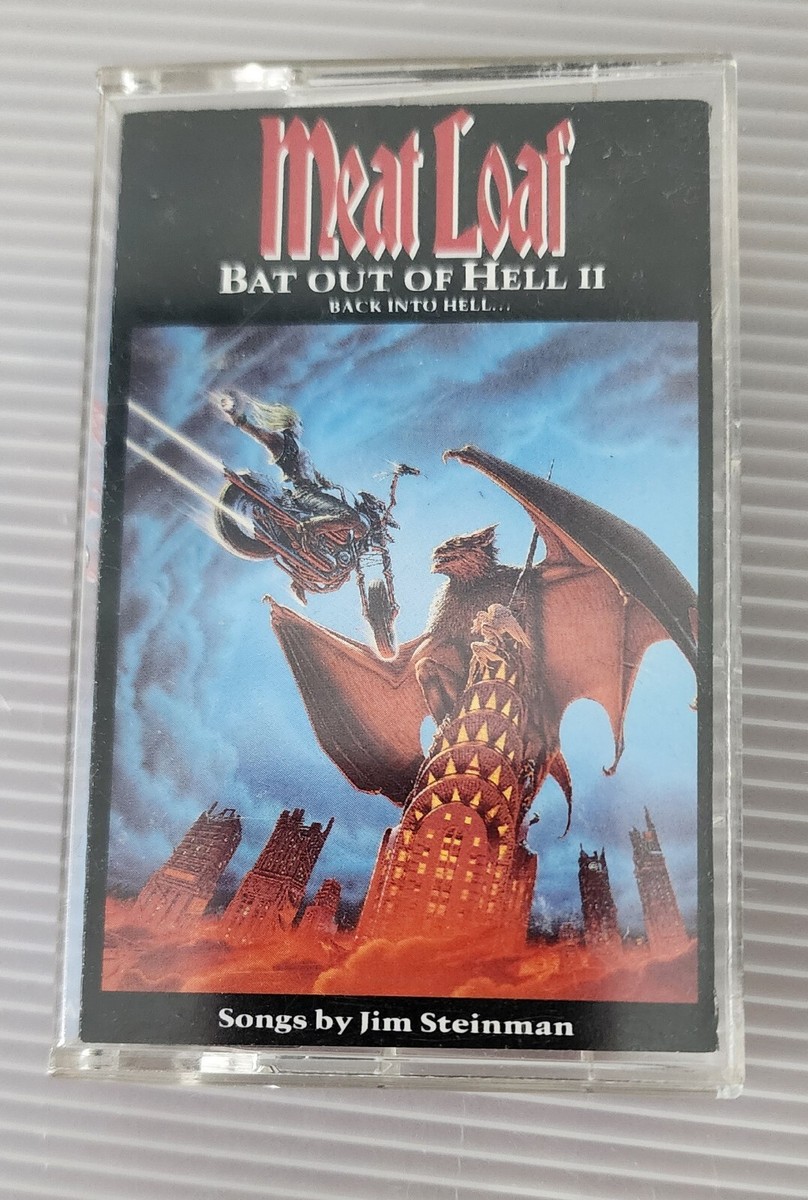 Meat Loaf
BAT OUT OF HELL II
BACK INTO HELL...
Songs by Jim Steinman